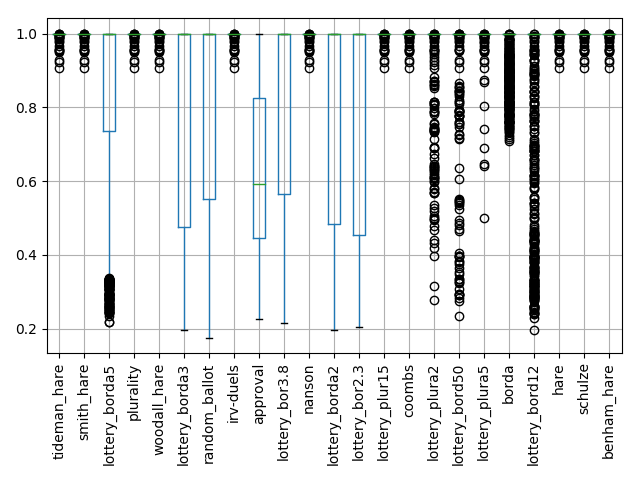 1.0
0.8
0.6
0.4
0.2
tideman_hare
smith_hare
lottery_borda5
plurality
woodall_hare
lottery_borda3
random_ballot
irv-duels
approval
lottery_bor3.8
nanson
lottery_borda2
lottery_bor2.3
lottery_plur15
coombs
lottery_plura2
lottery_bord50
lottery_plura5
borda
lottery_bord12
hare
schulze
benham_hare